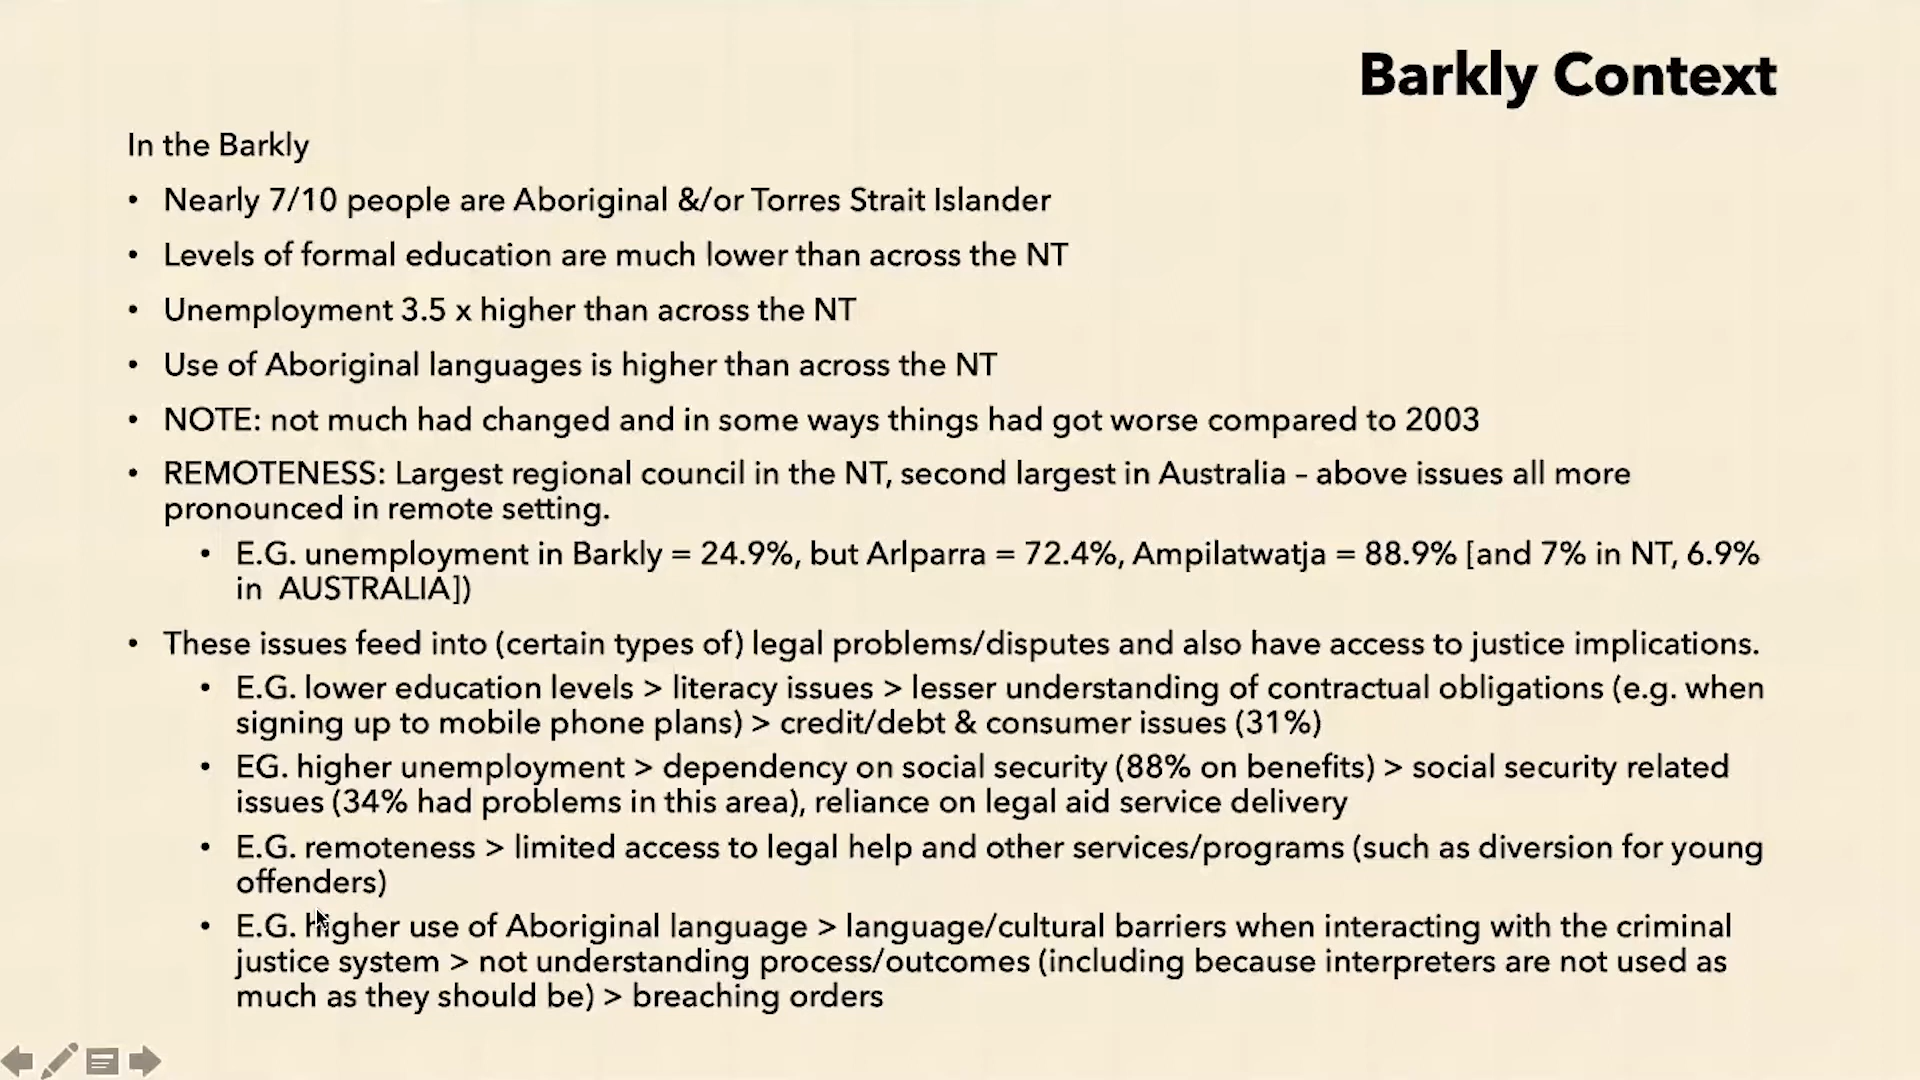 Barkly Context
In the Barkly
• Nearly 7/10 people are Aboriginal &/or Torres Strait Islander
• Levels of formal education are much lower than across the NT
• Unemployment 3.5 x higher than across the NT
• Use of Aboriginal languages is higher than across the NT
• NOTE: not much had changed and in some ways things had got worse compared to 2003
• REMOTENESS: Largest regional council in the NT, second largest in Australia – above issues all more
pronounced in remote setting.
• E.G. unemployment in Barkly = 24.9%, but Arlparra = 72.4%, Ampilatwatja = 88.9% [and 7% in NT, 6.9%
in AUSTRALIA])
• These issues feed into (certain types of) legal problems/disputes and also have access to justice implications.
• E.G. lower education levels > literacy issues > lesser understanding of contractual obligations (e.g. when
signing up to mobile phone plans) > credit/debt & consumer issues (31%)
• EG. higher unemployment > dependency on social security (88% on benefits) > social security related
issues (34% had problems in this area), reliance on legal aid service delivery
• E.G. remoteness > limited access to legal help and other services/programs (such as diversion for young
offenders)
• E.G. higher use of Aboriginal language > language/cultural barriers when interacting with the criminal
justice system > not understanding process/outcomes (including because interpreters are not used as
much as they should be) > breaching orders